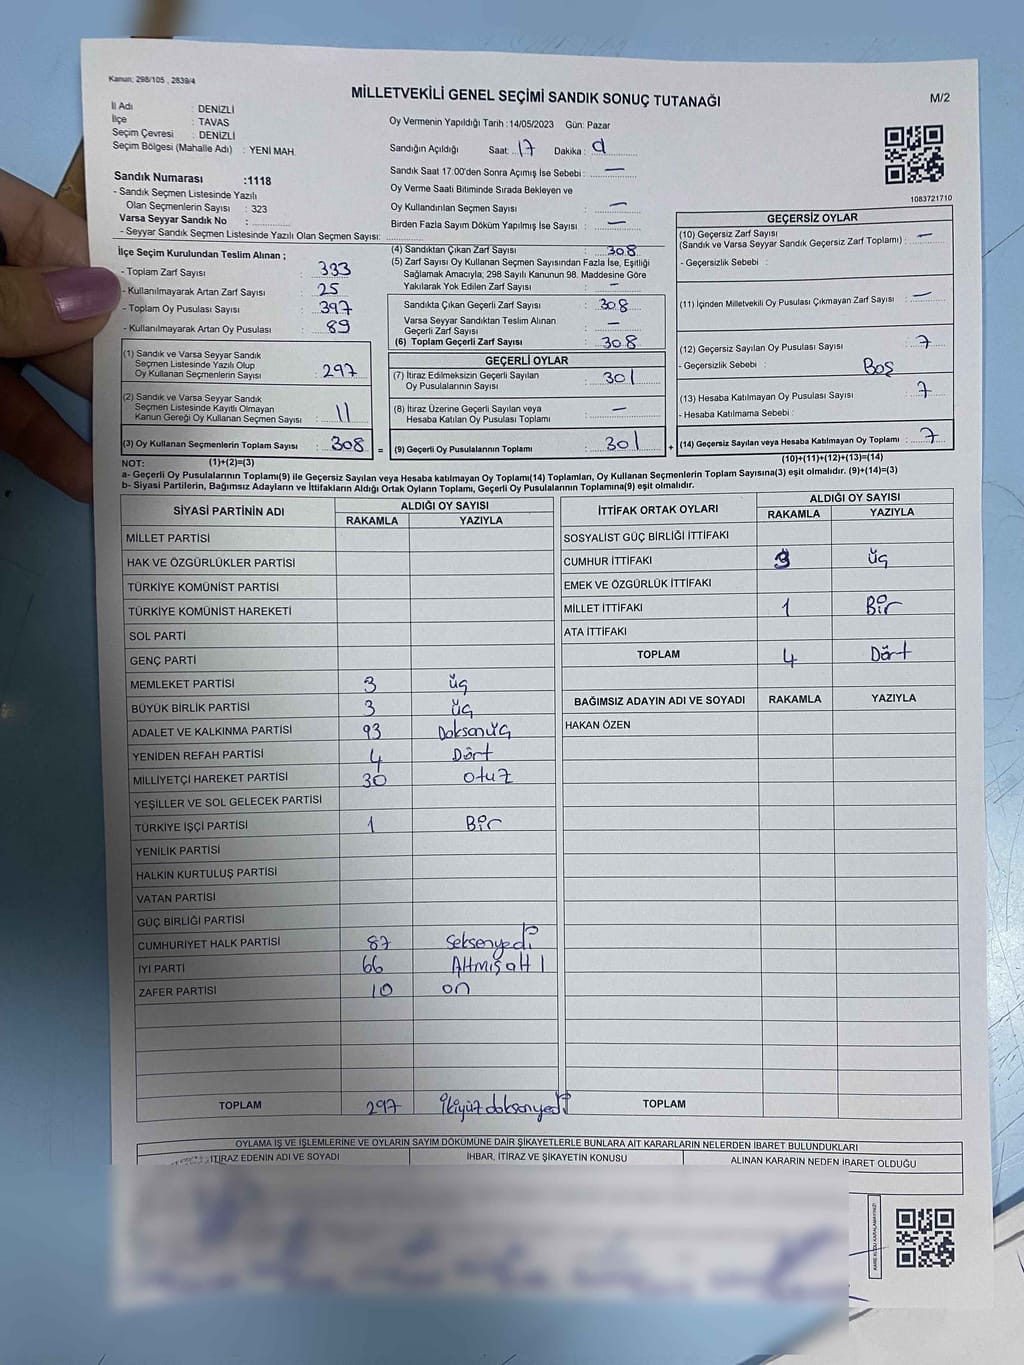 Kanun; 298/105 , 2839/4
MİLLETVEKİLİ GENEL SEÇİMİ SANDIK SONUÇ TUTANAĞI
M/2
İl Adı : DENİZLİ
İlçe : TAVAS
Seçim Çevresi : DENİZLİ
Seçim Bölgesi (Mahalle Adı) : YENİ MAH.
Sandık Numarası :1118
- Sandık Seçmen Listesinde Yazılı
Olan Seçmenlerin Sayısı : 323
Varsa Seyyar Sandık No :
- Seyyar Sandık Seçmen Listesinde Yazılı Olan Seçmen Sayısı:
Oy Vermenin Yapıldığı Tarih :14/05/2023 Gün: Pazar
Sandığın Açıldığı Saat: 17 Dakika :
Sandık Saat 17:00'den Sonra Açımış İse Sebebi : —
Oy Verme Saati Bitiminde Sırada Bekleyen ve
Oy Kullandırılan Seçmen Sayısı : —
Birden Fazla Sayım Döküm Yapılmış İse Sayısı : —
1083721710
İlçe Seçim Kurulundan Teslim Alınan ;
- Toplam Zarf Sayısı : 333
- Kullanılmayarak Artan Zarf Sayısı : 25
- Toplam Oy Pusulası Sayısı : 397
- Kullanılmayarak Artan Oy Pusulası : 89
(1) Sandık ve Varsa Seyyar Sandık
Seçmen Listesinde Yazılı Olup
Oy Kullanan Seçmenlerin Sayısı : 297
(2) Sandık ve Varsa Seyyar Sandık
Seçmen Listesinde Kayıtlı Olmayan
Kanun Gereği Oy Kullanan Seçmen Sayısı : 11
(3) Oy Kullanan Seçmenlerin Toplam Sayısı : 308
(1)+(2)=(3)
(4) Sandıktan Çıkan Zarf Sayısı : 308
(5) Zarf Sayısı Oy Kullanan Seçmen Sayısından Fazla İse, Eşitliği
Sağlamak Amacıyla; 298 Sayılı Kanunun 98. Maddesine Göre
Yakılarak Yok Edilen Zarf Sayısı : —
Sandıkta Çıkan Geçerli Zarf Sayısı : 308
Varsa Seyyar Sandıktan Teslim Alınan
Geçerli Zarf Sayısı : —
(6) Toplam Geçerli Zarf Sayısı : 308
GEÇERLİ OYLAR
(7) İtiraz Edilmeksizin Geçerli Sayılan
Oy Pusulalarının Sayısı : 301
(8) İtiraz Üzerine Geçerli Sayılan veya
Hesaba Katılan Oy Pusulası Toplamı : —
= (9) Geçerli Oy Pusulalarının Toplamı : 301 +
GEÇERSİZ OYLAR
(10) Geçersiz Zarf Sayısı
(Sandık ve Varsa Seyyar Sandık Geçersiz Zarf Toplamı) : —
- Geçersizlik Sebebi :
(11) İçinden Milletvekili Oy Pusulası Çıkmayan Zarf Sayısı : —
(12) Geçersiz Sayılan Oy Pusulası Sayısı : 7
- Geçersizlik Sebebi : Boş
(13) Hesaba Katılmayan Oy Pusulası Sayısı : 7
- Hesaba Katılmama Sebebi :
(14) Geçersiz Sayılan veya Hesaba Katılmayan Oy Toplamı : 7
(10)+(11)+(12)+(13)=(14)
NOT:
a- Geçerli Oy Pusulalarının Toplamı(9) ile Geçersiz Sayılan veya Hesaba katılmayan Oy Toplamı(14) Toplamları, Oy Kullanan Seçmenlerin Toplam Sayısına(3) eşit olmalıdır. (9)+(14)=(3)
b- Siyasi Partilerin, Bağımsız Adayların ve İttifakların Aldığı Ortak Oyların Toplamı, Geçerli Oy Pusulalarının Toplamına(9) eşit olmalıdır.
SİYASİ PARTİNİN ADI ALDIĞI OY SAYISI
RAKAMLA YAZIYLA
MİLLET PARTİSİ
HAK VE ÖZGÜRLÜKLER PARTİSİ
TÜRKİYE KOMÜNİST PARTİSİ
TÜRKİYE KOMÜNİST HAREKETİ
SOL PARTİ
GENÇ PARTİ
MEMLEKET PARTİSİ 3 üç
BÜYÜK BİRLİK PARTİSİ 3 üç
ADALET VE KALKINMA PARTİSİ 93 Doksanüç
YENİDEN REFAH PARTİSİ 4 Dört
MİLLİYETÇİ HAREKET PARTİSİ 30 otuz
YEŞİLLER VE SOL GELECEK PARTİSİ
TÜRKİYE İŞÇİ PARTİSİ 1 Bir
YENİLİK PARTİSİ
HALKIN KURTULUŞ PARTİSİ
VATAN PARTİSİ
GÜÇ BİRLİĞİ PARTİSİ
CUMHURİYET HALK PARTİSİ 87 Seksenyedi
İYİ PARTİ 66 Altmışaltı
ZAFER PARTİSİ 10 on
TOPLAM 297 ikiyüzdoksanyedi
İTTİFAK ORTAK OYLARI ALDIĞI OY SAYISI
RAKAMLA YAZIYLA
SOSYALİST GÜÇ BİRLİĞİ İTTİFAKI
CUMHUR İTTİFAKI 3 üç
EMEK VE ÖZGÜRLÜK İTTİFAKI
MİLLET İTTİFAKI 1 Bir
ATA İTTİFAKI
TOPLAM 4 Dört
BAĞIMSIZ ADAYIN ADI VE SOYADI RAKAMLA YAZIYLA
HAKAN ÖZEN
TOPLAM
OYLAMA İŞ VE İŞLEMLERİNE VE OYLARIN SAYIM DÖKÜMÜNE DAİR ŞİKAYETLERLE BUNLARA AİT KARARLARIN NELERDEN İBARET BULUNDUKLARI
İTİRAZ EDENİN ADI VE SOYADI İHBAR, İTİRAZ VE ŞİKAYETİN KONUSU ALINAN KARARIN NEDEN İBARET OLDUĞU
KARE KODU KARALAMAYINIZ!